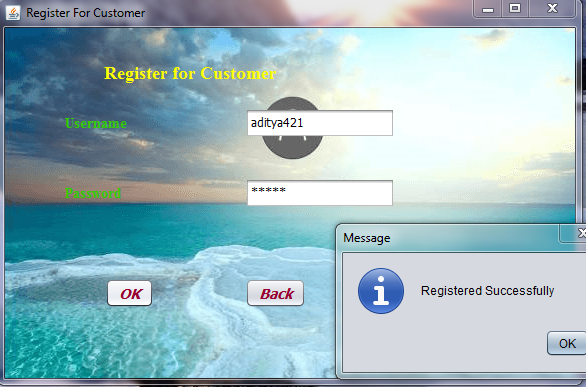 Register For Customer
Register for Customer
Username
aditya421
Password
*****
OK
Back
Message
Registered Successfully
OK